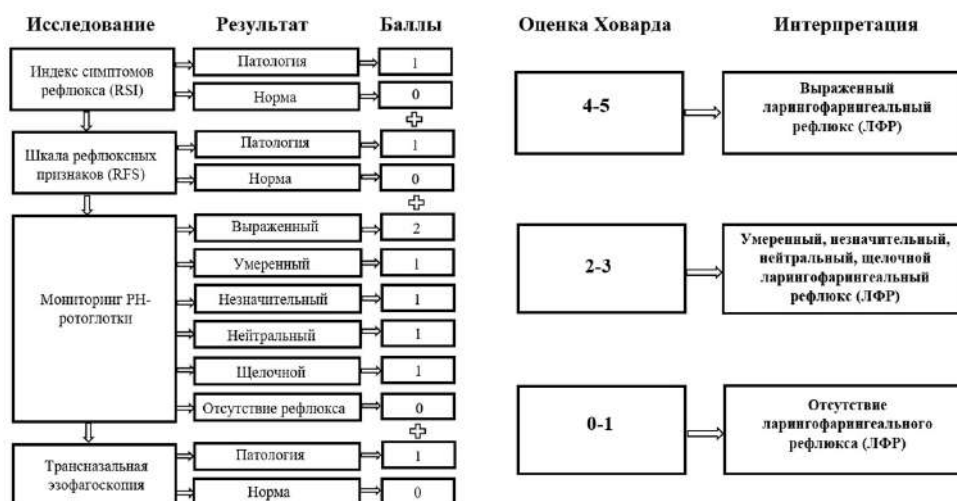 Исследование Результат Баллы Оценка Ховарда Интерпретация
Индекс симптомов
рефлюкса (RSI)
Патология 1
Норма 0
Шкала рефлюксных
признаков (RFS)
Патология 1
Норма 0
Мониторинг PH-
ротоглотки
Выраженный 2
Умеренный 1
Незначительный 1
Нейтральный 1
Щелочной 1
Отсутствие рефлюкса 0
Трансназальная
эзофагоскопия
Патология 1
Норма 0
4-5
Выраженный
ларингофарингеальный
рефлюкс (ЛФР)
2-3
Умеренный, незначительный,
нейтральный, щелочной
ларингофарингеальный
рефлюкс (ЛФР)
0-1
Отсутствие
ларингофарингеального
рефлюкса (ЛФР)